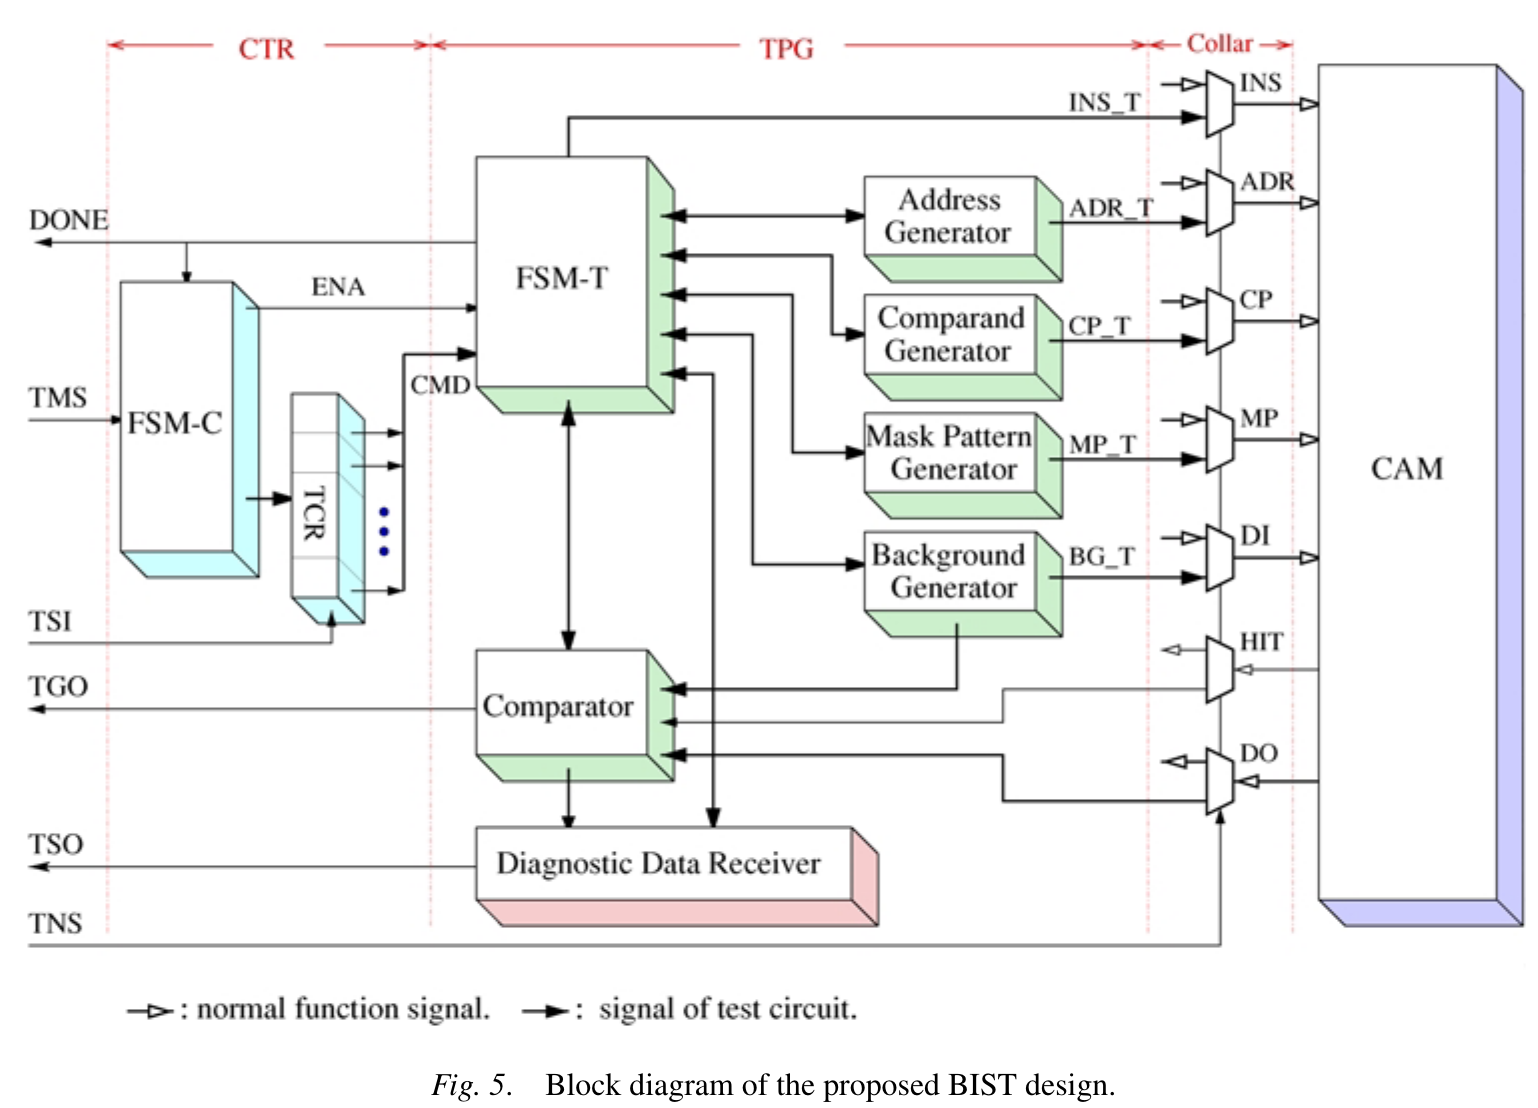 CTR
TPG
Collar
INS_T
INS
DONE
ENA
FSM-T
Address
Generator
ADR_T
ADR
TMS
FSM-C
CMD
Comparand
Generator
CP_T
CP
TCR
Mask Pattern
Generator
MP_T
MP
CAM
Background
Generator
BG_T
DI
TSI
TGO
Comparator
HIT
DO
TSO
Diagnostic Data Receiver
TNS
: normal function signal.
: signal of test circuit.
Fig. 5. Block diagram of the proposed BIST design.